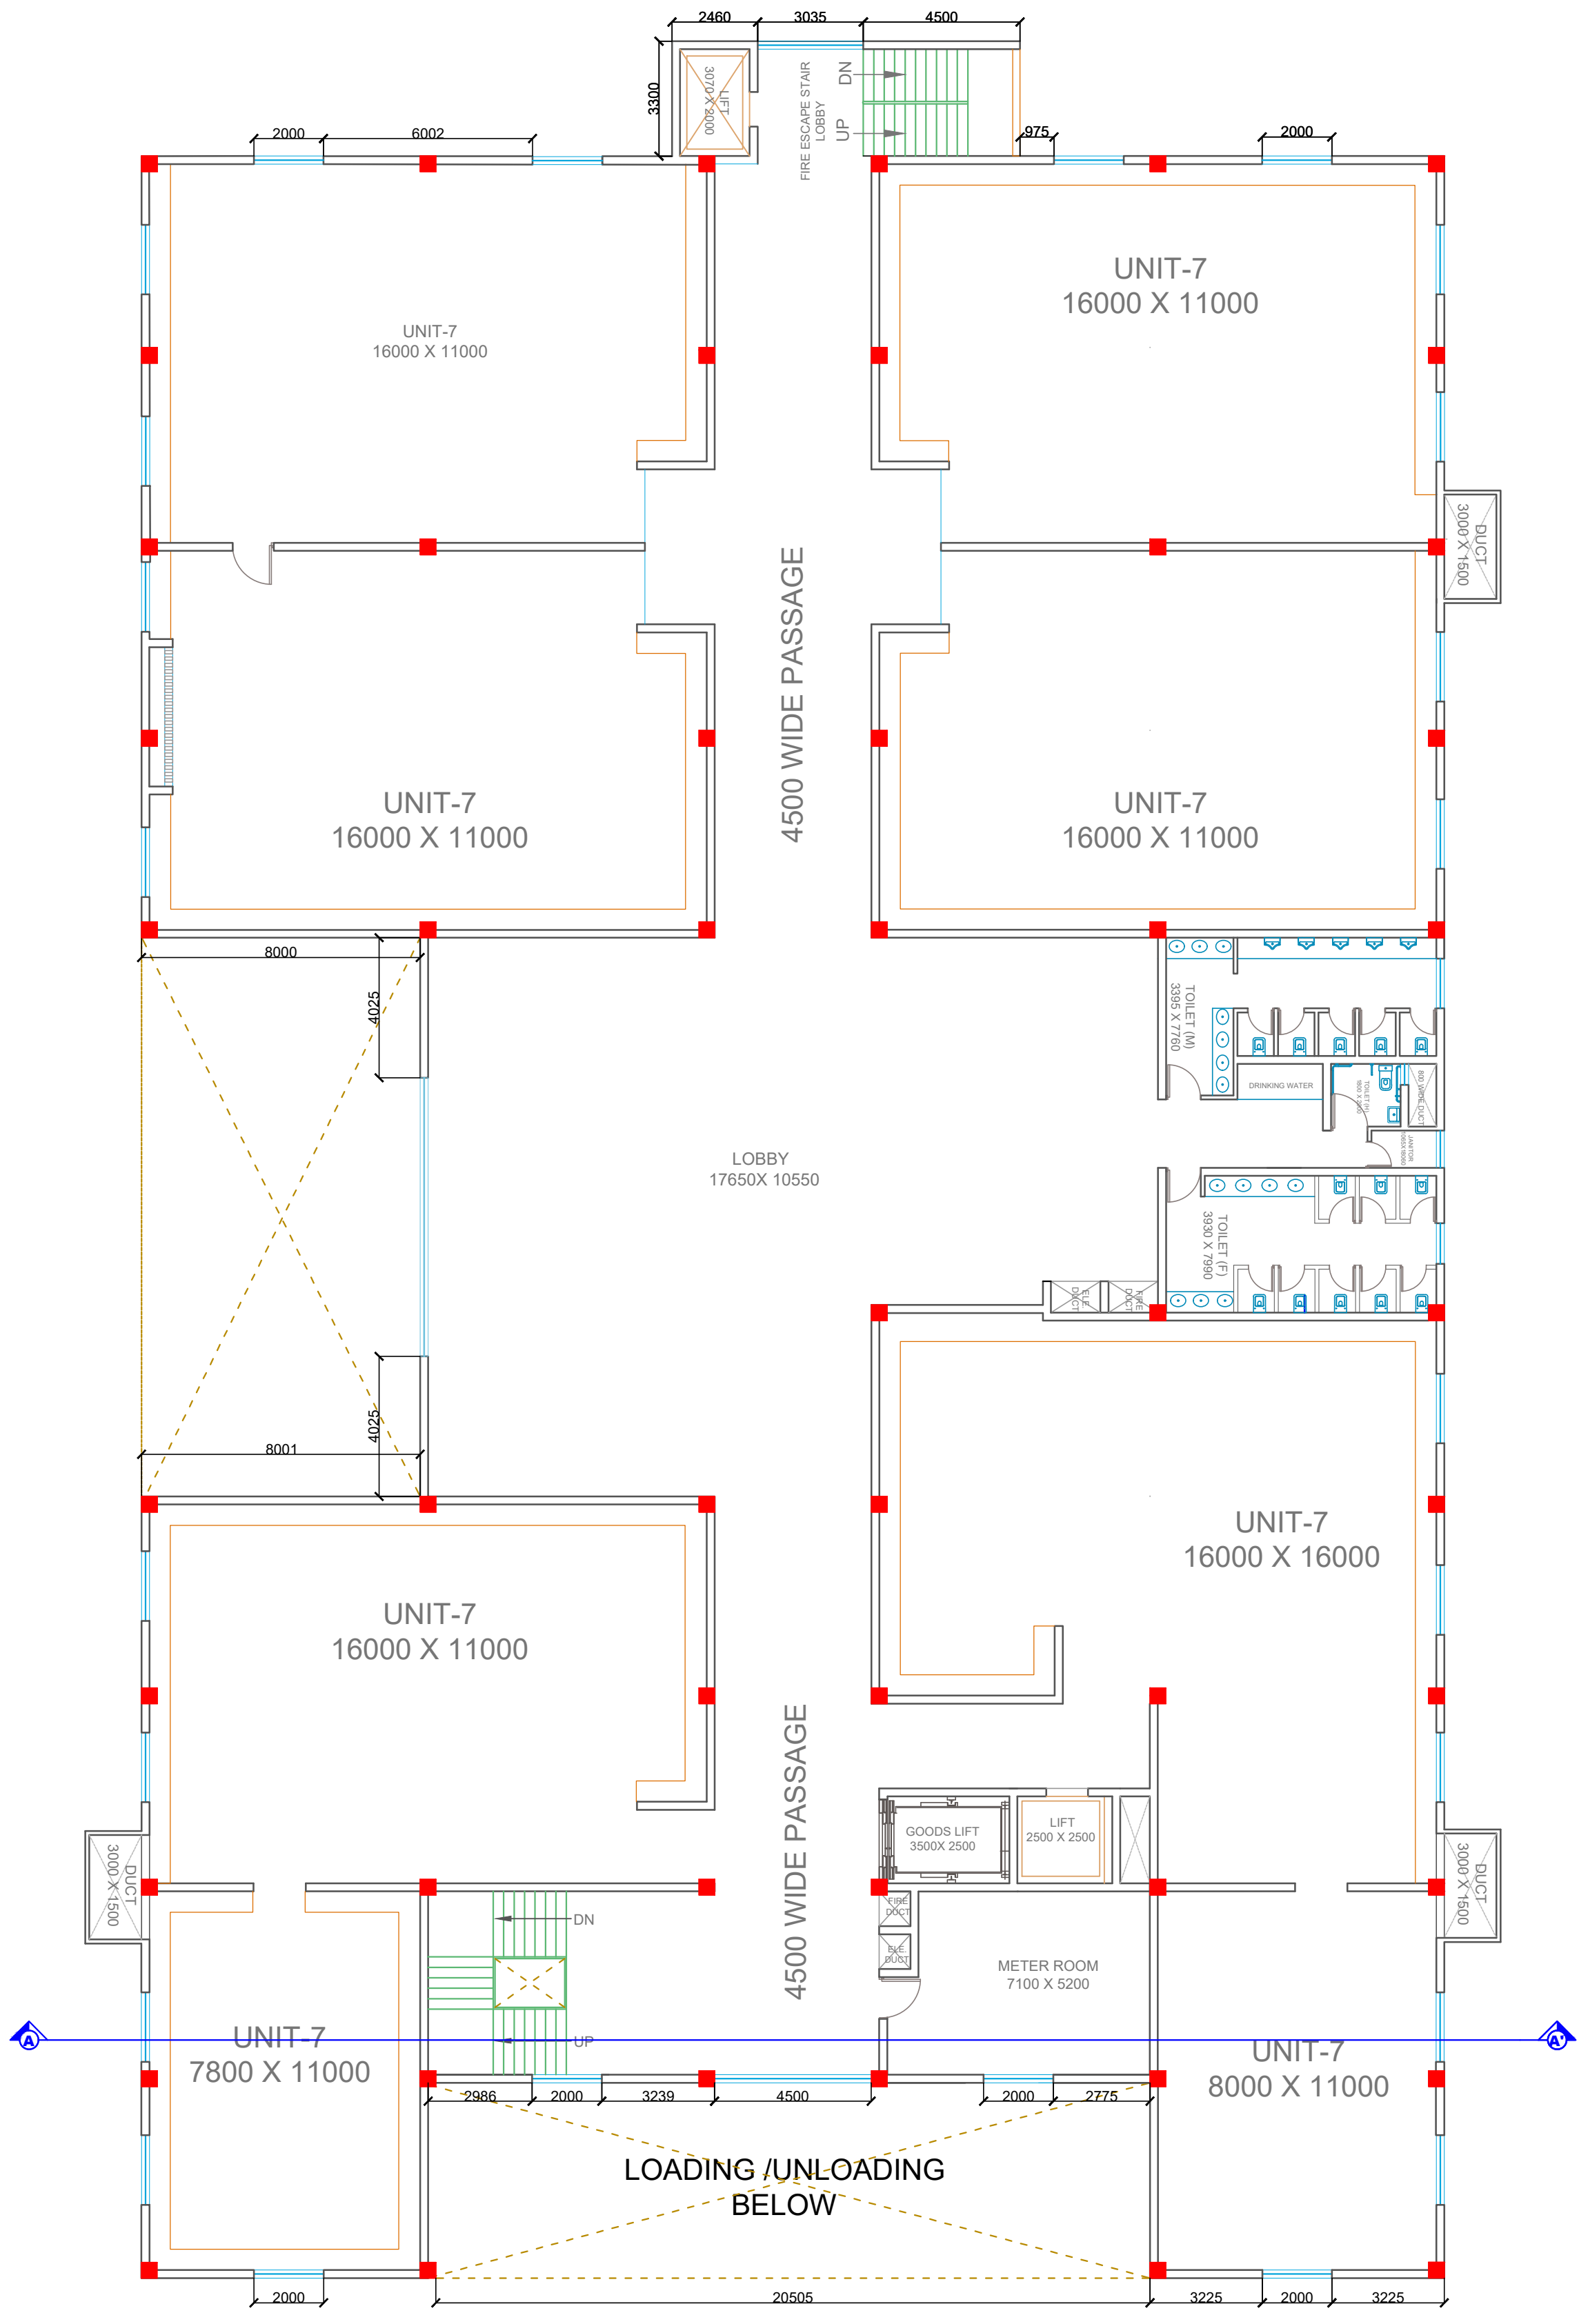 2460
3035
4500
3300
LIFT
3070 X 2000
FIRE ESCAPE STAIR
LOBBY
DN
UP
2000
6002
975
2000
UNIT-7
16000 X 11000
UNIT-7
16000 X 11000
DUCT
3000 X 1500
4500 WIDE PASSAGE
UNIT-7
16000 X 11000
UNIT-7
16000 X 11000
8000
4025
TOILET (M)
3395 X 7760
DRINKING WATER
TOILET (H)
800 WIDE DUCT
JANITOR
LOBBY
17650X 10550
TOILET (F)
3930 X 7990
ELE.
DUCT
FIRE
DUCT
8001
4025
UNIT-7
16000 X 16000
UNIT-7
16000 X 11000
4500 WIDE PASSAGE
GOODS LIFT
3500X 2500
LIFT
2500 X 2500
DUCT
3000 X 1500
DUCT
3000 X 1500
FIRE
DUCT
ELE.
DUCT
DN
METER ROOM
7100 X 5200
A
UP
A'
UNIT-7
7800 X 11000
UNIT-7
8000 X 11000
2986
2000
3239
4500
2000
2775
LOADING /UNLOADING
BELOW
2000
20505
3225
2000
3225